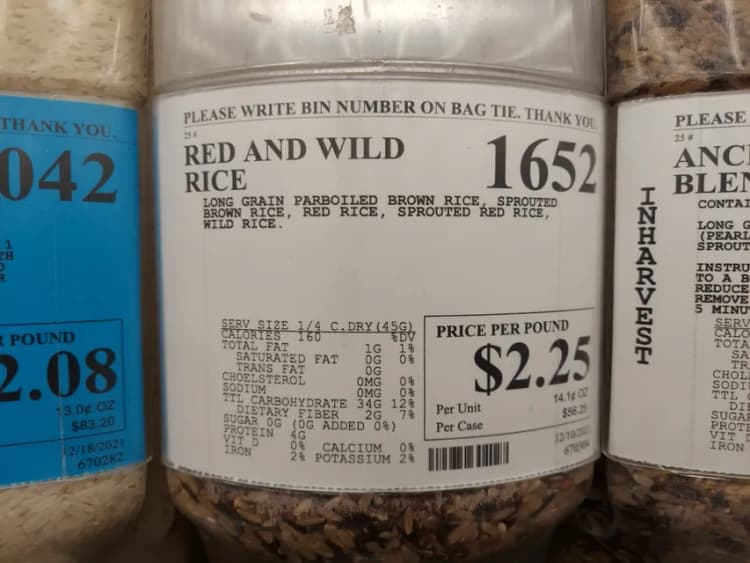 THANK YOU.
042
1
R POUND
2.08
13.0¢ OZ
$83.20
12/18/2021
670282
PLEASE WRITE BIN NUMBER ON BAG TIE. THANK YOU
25 #
RED AND WILD
RICE
1652
LONG GRAIN PARBOILED BROWN RICE, SPROUTED
BROWN RICE, RED RICE, SPROUTED RED RICE,
WILD RICE.
SERV SIZE 1/4 C.DRY(45G)
CALORIES 160 %DV
TOTAL FAT 1G 1%
SATURATED FAT 0G 0%
TRANS FAT 0G
CHOELSTEROL 0MG 0%
SODIUM 0MG 0%
TTL CARBOHYDRATE 34G 12%
DIETARY FIBER 2G 7%
SUGAR 0G (0G ADDED 0%)
PROTEIN 4G
VIT D 0% CALCIUM 0%
IRON 2% POTASSIUM 2%
PRICE PER POUND
$2.25
Per Unit 14.1¢ OZ
Per Case $56.25
12/10/2021
PLEASE
25 #
ANCI
BLEN
CONTAI
INHARVEST
LONG G
(PEARL
SPROUT
INSTRU
TO A B
REDUCE
REMOVE
5 MINU
SERV
CALO
TOTA
SA
TRA
CHOL
SODI
TTL
DI
SUGA
PROTE
VIT D
IRON